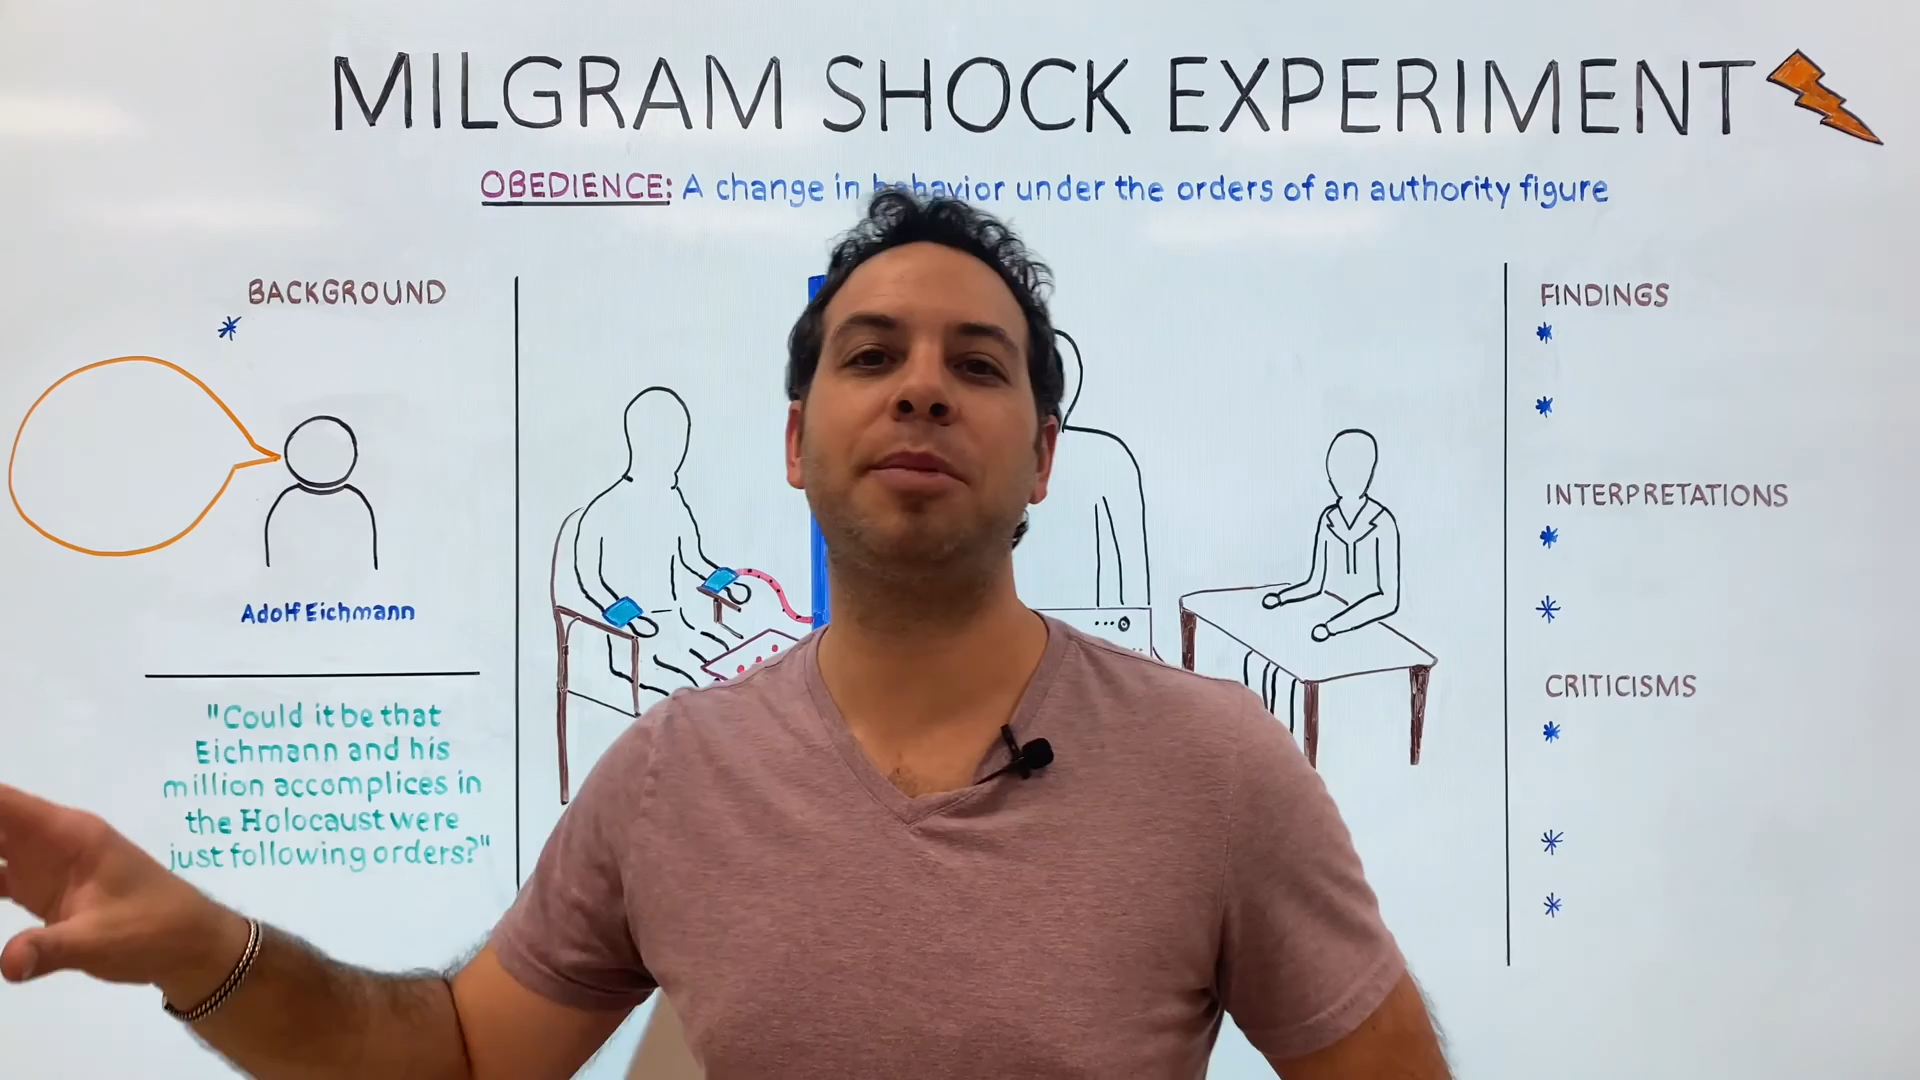 MILGRAM SHOCK EXPERIMENT
OBEDIENCE: A change in behavior under the orders of an authority figure
BACKGROUND
*
Adolf Eichmann
"Could it be that
Eichmann and his
million accomplices in
the Holocaust were
just following orders?"
FINDINGS
*
*
INTERPRETATIONS
*
*
CRITICISMS
*
*
*